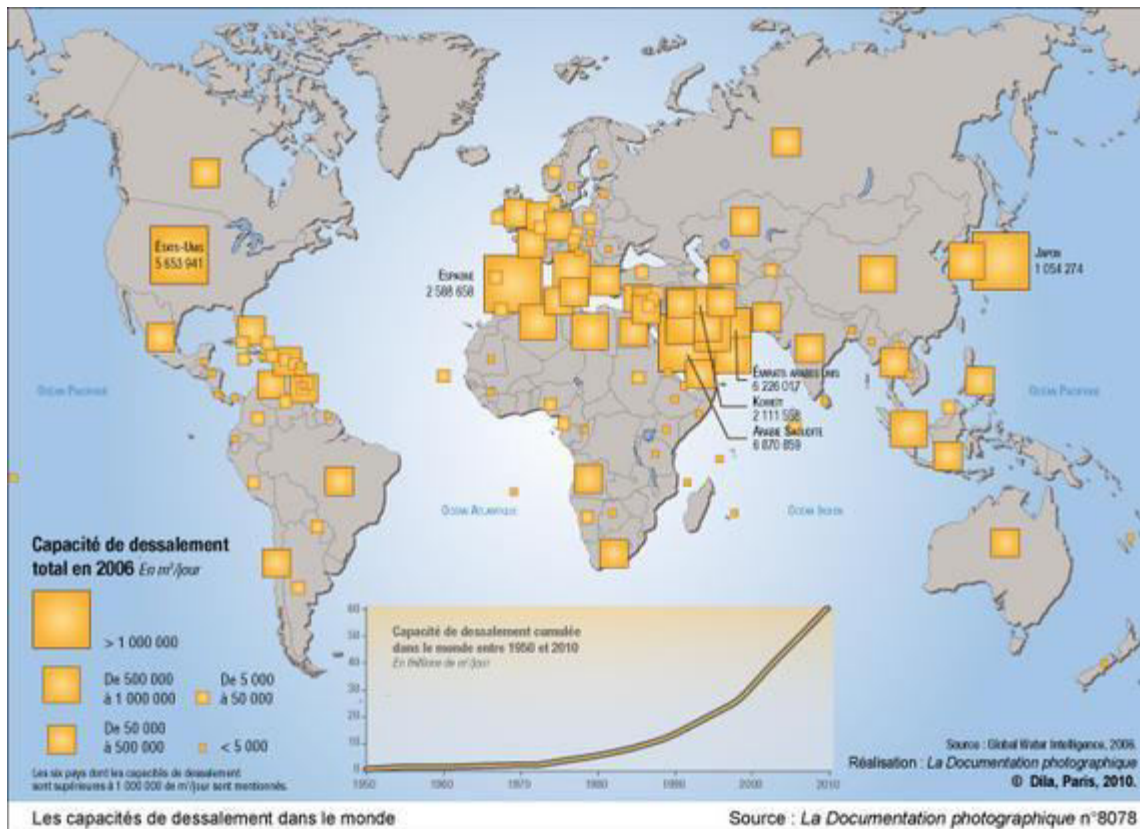 États-Unis
5 653 941
Espagne
2 588 658
Japon
1 054 274
Émirats arabes unis
6 226 017
Koweït
2 111 558
Arabie Saoudite
6 870 859
Océan Pacifique
Océan Pacifique
Océan Atlantique
Océan Indien
Capacité de dessalement
total en 2006 En m³/jour
> 1 000 000
De 500 000
à 1 000 000
De 5 000
à 50 000
De 50 000
à 500 000
< 5 000
Les six pays dont les capacités de dessalement
sont supérieures à 1 000 000 de m³/jour sont mentionnés.
Capacité de dessalement cumulée
dans le monde entre 1950 et 2010
En millions de m³/jour
60
50
40
30
20
10
0
1950
1960
1970
1980
1990
2000
2010
Source : Global Water Intelligence, 2006.
Réalisation : La Documentation photographique
© Dila, Paris, 2010.
Les capacités de dessalement dans le monde
Source : La Documentation photographique n°8078